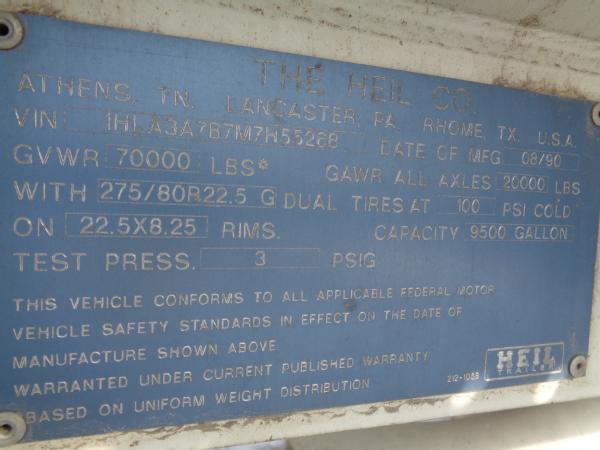 THE HEIL CO.
ATHENS, TN. LANCASTER, PA. RHOME, TX. U.S.A.
VIN 1HLA3A7B7M7H55268 DATE OF MFG 08/90
GVWR 70000 LBS* GAWR ALL AXLES 20000 LBS
WITH 275/80R22.5 G DUAL TIRES AT 100 PSI COLD
ON 22.5X8.25 RIMS. CAPACITY 9500 GALLON
TEST PRESS. 3 PSIG
THIS VEHICLE CONFORMS TO ALL APPLICABLE FEDERAL MOTOR
VEHICLE SAFETY STANDARDS IN EFFECT ON THE DATE OF
MANUFACTURE SHOWN ABOVE.
WARRANTED UNDER CURRENT PUBLISHED WARRANTY
*BASED ON UNIFORM WEIGHT DISTRIBUTION.
212-1088
HEIL
TRAILER